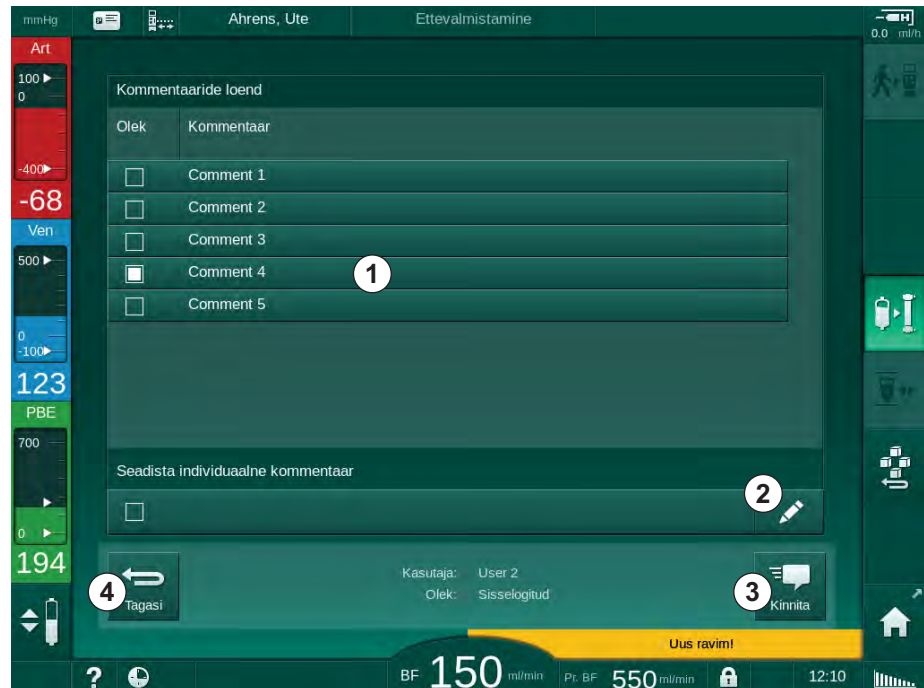 mmHg Ahrens, Ute Ettevalmistamine 0.0 ml/h
Art
100
0
-400
-68
Ven
500
0
-100
123
PBE
700
0
194
Kommentaaride loend
Olek Kommentaar
Comment 1
Comment 2
Comment 3
Comment 4
1
Comment 5
Seadista individuaalne kommentaar
2
4
Tagasi
Kasutaja: User 2
Olek: Sisselogitud
3
Kinnita
Uus ravim!
? BF 150 ml/min Pr. BF 550 ml/min 12:10